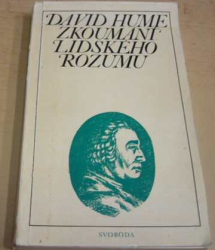 DAVID HUME
ZKOUMÁNÍ
LIDSKÉHO
ROZUMU
SVOBODA